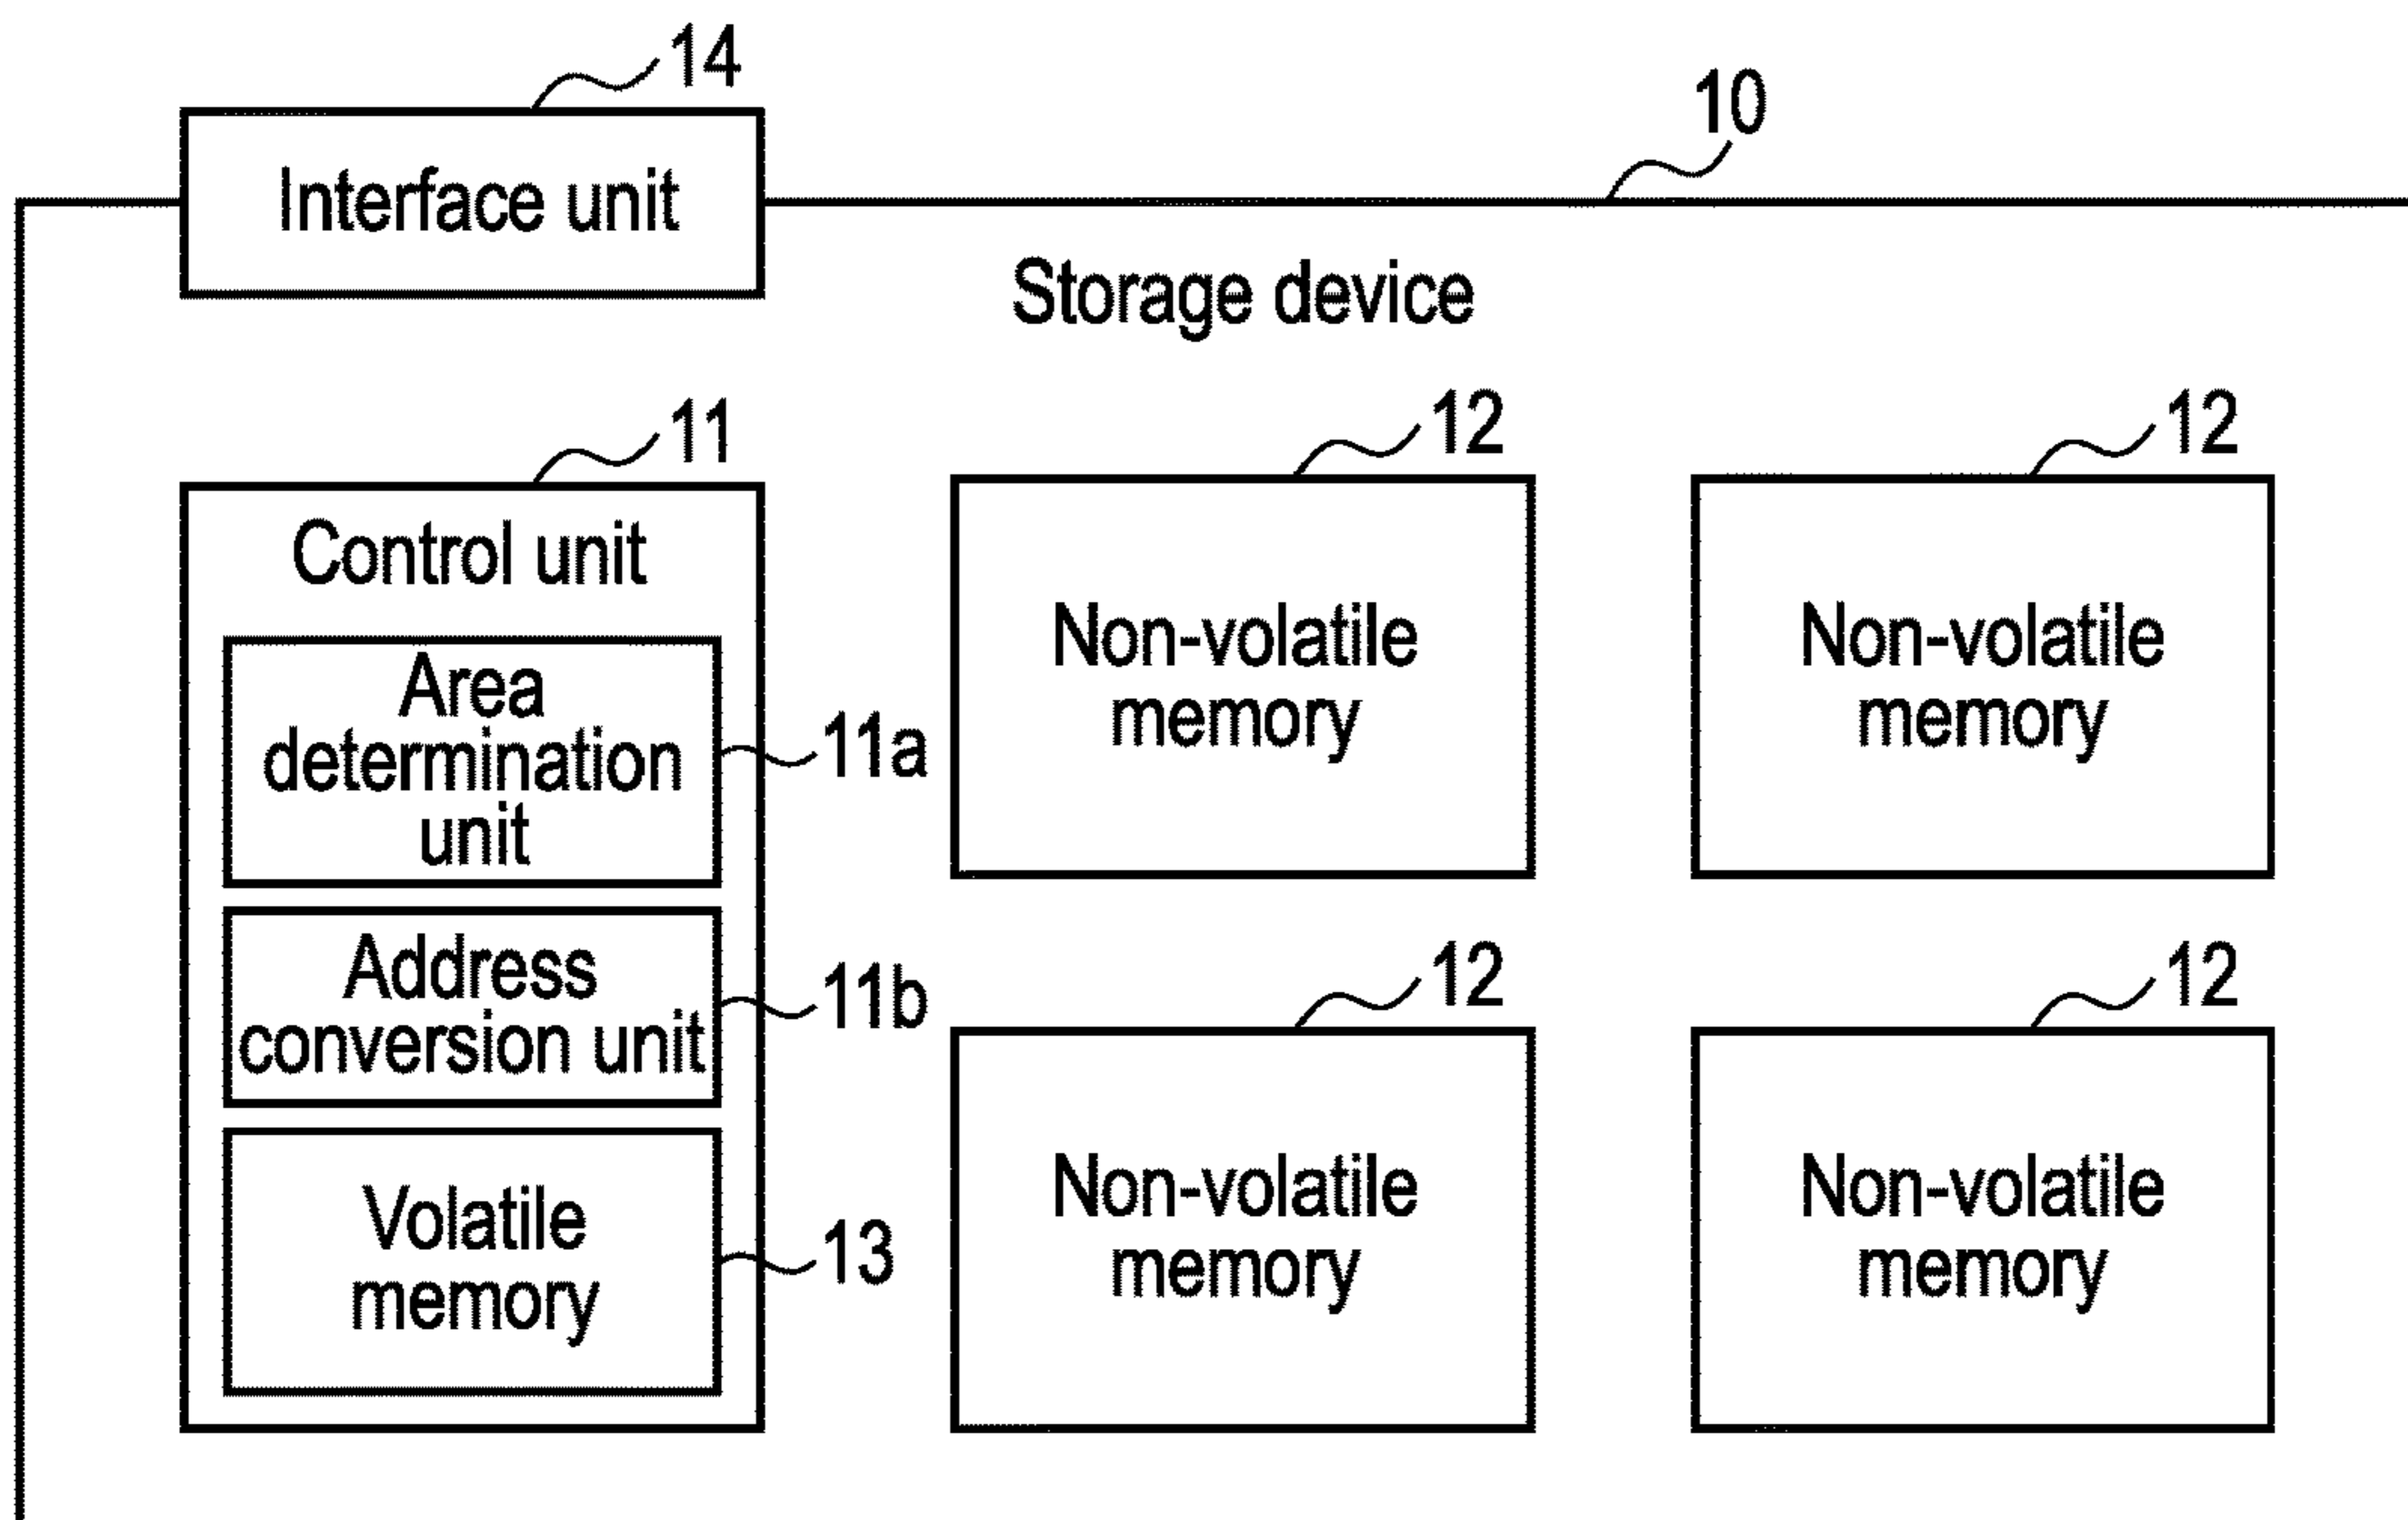 14
10
Interface unit
Storage device
11
Control unit
Area
determination
unit
11a
Address
conversion unit
11b
Volatile
memory
13
12
Non-volatile
memory
12
Non-volatile
memory
12
Non-volatile
memory
12
Non-volatile
memory